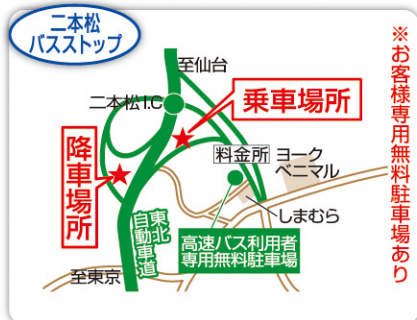 二本松
バスストップ
至仙台
二本松I.C
乗車場所
降車場所
料金所
ヨーク
ベニマル
しまむら
東北
自動車道
高速バス利用者
専用無料駐車場
至東京
※お客様専用無料駐車場あり